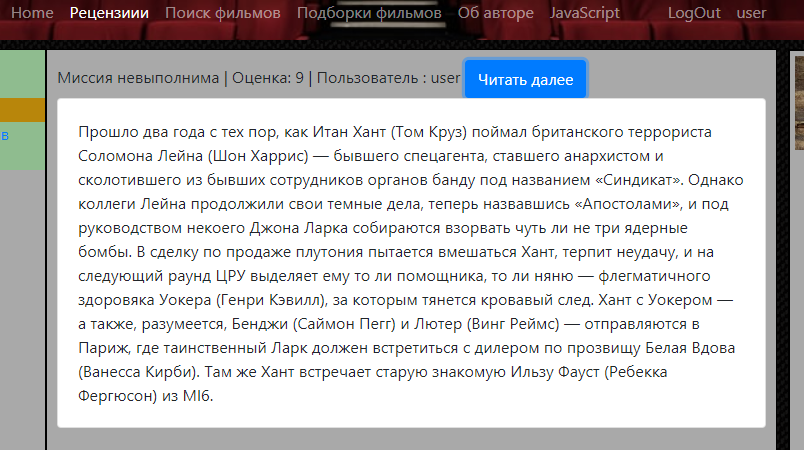 Home Рецензиии Поиск фильмов Подборки фильмов Об авторе JavaScript LogOut user
Миссия невыполнима | Оценка: 9 | Пользователь : user Читать далее
в
Прошло два года с тех пор, как Итан Хант (Том Круз) поймал британского террориста
Соломона Лейна (Шон Харрис) — бывшего спецагента, ставшего анархистом и
сколотившего из бывших сотрудников органов банду под названием «Синдикат». Однако
коллеги Лейна продолжили свои темные дела, теперь назвавшись «Апостолами», и под
руководством некоего Джона Ларка собираются взорвать чуть ли не три ядерные
бомбы. В сделку по продаже плутония пытается вмешаться Хант, терпит неудачу, и на
следующий раунд ЦРУ выделяет ему то ли помощника, то ли няню — флегматичного
здоровяка Уокера (Генри Кэвилл), за которым тянется кровавый след. Хант с Уокером —
а также, разумеется, Бенджи (Саймон Пегг) и Лютер (Винг Реймс) — отправляются в
Париж, где таинственный Ларк должен встретиться с дилером по прозвищу Белая Вдова
(Ванесса Кирби). Там же Хант встречает старую знакомую Ильзу Фауст (Ребекка
Фергюсон) из MI6.